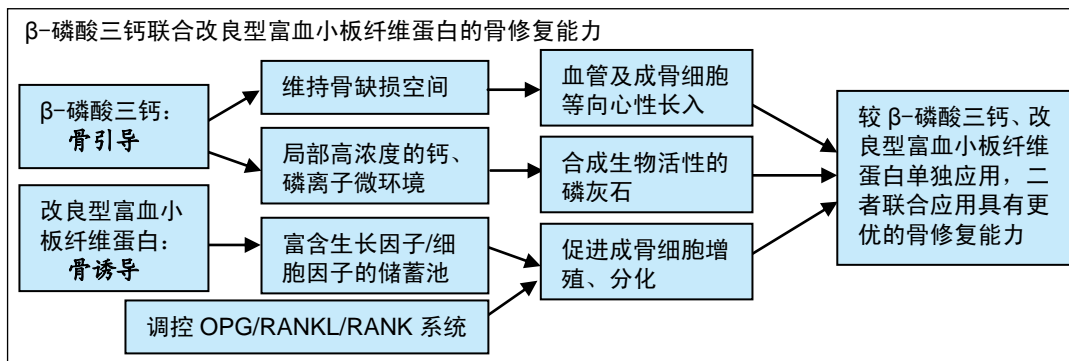 β-磷酸三钙联合改良型富血小板纤维蛋白的骨修复能力
β-磷酸三钙：
骨引导
改良型富血小
板纤维蛋白：
骨诱导
维持骨缺损空间
局部高浓度的钙、
磷离子微环境
富含生长因子/细
胞因子的储蓄池
调控 OPG/RANKL/RANK 系统
血管及成骨细胞
等向心性长入
合成生物活性的
磷灰石
促进成骨细胞增
殖、分化
较 β-磷酸三钙、改
良型富血小板纤维
蛋白单独应用，二
者联合应用具有更
优的骨修复能力